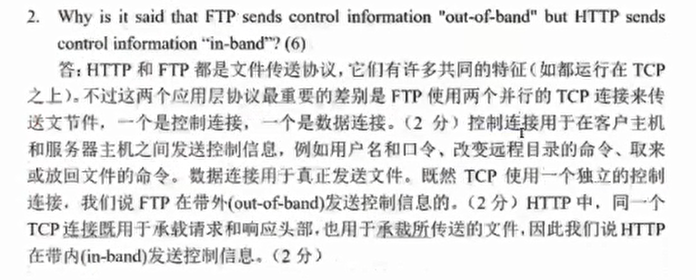 2. Why is it said that FTP sends control information "out-of-band" but HTTP sends
control information “in-band”? (6)
答：HTTP 和 FTP 都是文件传送协议，它们有许多共同的特征（如都运行在 TCP
之上）。不过这两个应用层协议最重要的差别是 FTP 使用两个并行的 TCP 连接来传
送文节件，一个是控制连接，一个是数据连接。（2 分）控制连接用于在客户主机
和服务器主机之间发送控制信息，例如用户名和口令、改变远程目录的命令、取来
或放回文件的命令。数据连接用于真正发送文件。既然 TCP 使用一个独立的控制
连接，我们说 FTP 在带外(out-of-band)发送控制信息的。（2 分）HTTP 中，同一个
TCP连接既用于承载请求和响应头部，也用于承载所传送的文件，因此我们说 HTTP
在带内(in-band)发送控制信息。（2 分）